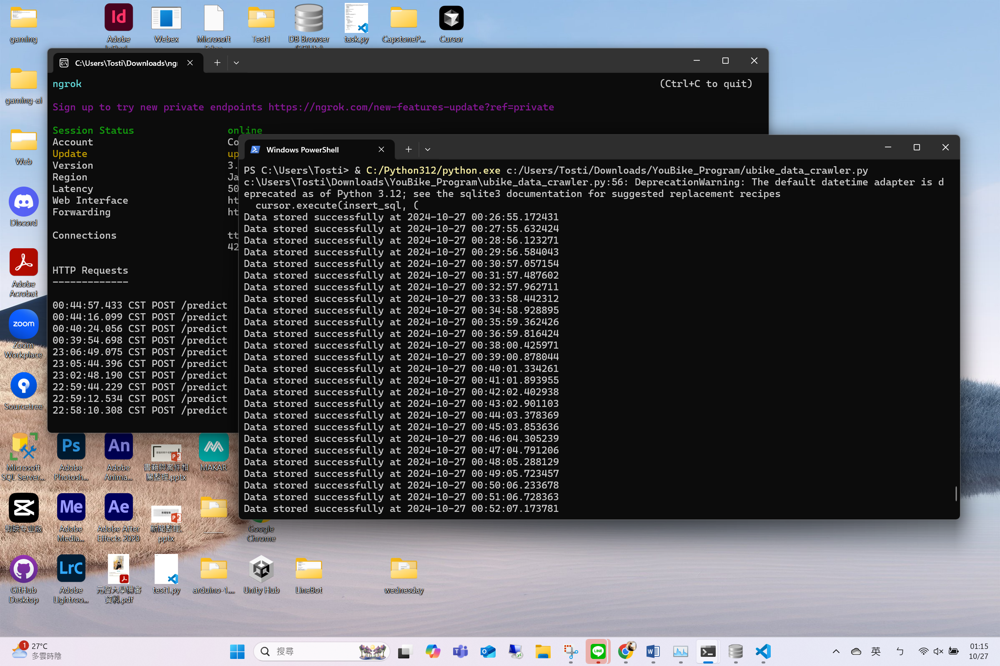 gaming
Adobe
InDesi...
Webex
Microsoft
Edge
Test1
DB Browser
(SQLite)
task.py
CapstoneP...
Cursor
gaming-ai
Web
Discord
Adobe
Acrobat
Zoom
Workplace
Sourcetree
C:\Users\Tosti\Downloads\ng
ngrok
(Ctrl+C to quit)
Sign up to try new private endpoints https://ngrok.com/new-features-update?ref=private
Session Status online
Account Co
Update up
Version 3.
Region Ja
Latency 50
Web Interface ht
Forwarding ht
Connections tt
42
HTTP Requests
-------------
00:44:57.433 CST POST /predict
00:44:16.099 CST POST /predict
00:40:24.056 CST POST /predict
00:39:54.698 CST POST /predict
23:06:49.075 CST POST /predict
23:05:44.396 CST POST /predict
23:02:48.190 CST POST /predict
22:59:44.229 CST POST /predict
22:59:12.534 CST POST /predict
22:58:10.308 CST POST /predict
Windows PowerShell
PS C:\Users\Tosti> & C:/Python312/python.exe c:/Users/Tosti/Downloads/YouBike_Program/ubike_data_crawler.py
c:\Users\Tosti\Downloads\YouBike_Program\ubike_data_crawler.py:56: DeprecationWarning: The default datetime adapter is d
eprecated as of Python 3.12; see the sqlite3 documentation for suggested replacement recipes
cursor.execute(insert_sql, (
Data stored successfully at 2024-10-27 00:26:55.172431
Data stored successfully at 2024-10-27 00:27:55.632424
Data stored successfully at 2024-10-27 00:28:56.123271
Data stored successfully at 2024-10-27 00:29:56.584043
Data stored successfully at 2024-10-27 00:30:57.057154
Data stored successfully at 2024-10-27 00:31:57.487602
Data stored successfully at 2024-10-27 00:32:57.962711
Data stored successfully at 2024-10-27 00:33:58.442312
Data stored successfully at 2024-10-27 00:34:58.928895
Data stored successfully at 2024-10-27 00:35:59.362426
Data stored successfully at 2024-10-27 00:36:59.816424
Data stored successfully at 2024-10-27 00:38:00.425971
Data stored successfully at 2024-10-27 00:39:00.878044
Data stored successfully at 2024-10-27 00:40:01.334261
Data stored successfully at 2024-10-27 00:41:01.893955
Data stored successfully at 2024-10-27 00:42:02.402938
Data stored successfully at 2024-10-27 00:43:02.901103
Data stored successfully at 2024-10-27 00:44:03.378369
Data stored successfully at 2024-10-27 00:45:03.853636
Data stored successfully at 2024-10-27 00:46:04.305239
Data stored successfully at 2024-10-27 00:47:04.791206
Data stored successfully at 2024-10-27 00:48:05.288129
Data stored successfully at 2024-10-27 00:49:05.723457
Data stored successfully at 2024-10-27 00:50:06.233678
Data stored successfully at 2024-10-27 00:51:06.728363
Data stored successfully at 2024-10-27 00:52:07.173781
Microsoft
SQL Server...
Adobe
Photosh...
Adobe
Anima...
書籍與案件相
關整理.pptx
MAKAR
剪映专业版
Adobe
Media...
Adobe After
Effects 2020
新聞整理.
pptx
Google
Chrome
GitHub
Desktop
Adobe
Lightroo...
元智大學備審
資料.pdf
test1.py
arduino-1....
Unity Hub
LineBot
wednesday
1
27°C
多雲時陰
搜尋
英
ㄅ
01:15
10/27